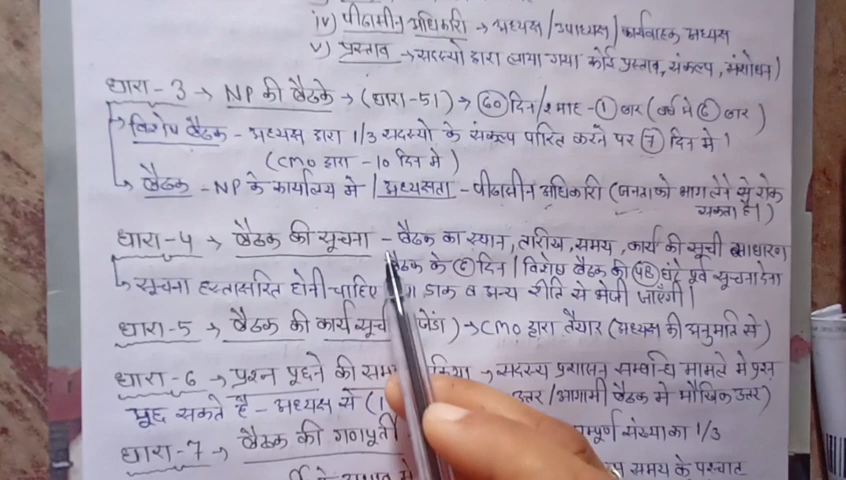 iv) पीठासीन अधिकारी → अध्यक्ष / उपाध्यक्ष / कार्यवाहक अध्यक्ष
v) प्रस्ताव → सदस्यो द्वारा लाया गया कोई प्रस्ताव, संकल्प, संशोधन)
धारा - 3 → NP की बैठके → (धारा-51) → 60 दिन/२ माह - 1 बार (वर्ष मे 6 बार)
विशेष बैठक - अध्यक्ष द्वारा 1/3 सदस्यो के संकल्प पारित करने पर 7 दिन मे।
(CMO द्वारा - 10 दिन मे)
बैठक - NP के कार्यालय मे / अध्यक्षता - पीठासीन अधिकारी (जनता को भाग लेने से रोक
सकता है।)
धारा-4 → बैठक की सूचना - बैठक का स्थान, तारीख, समय, कार्य की सूची (साधारण
बैठक के दिन / विशेष बैठक की 48 घंटे पूर्व सूचना देना
सूचना हस्ताक्षरित होनी चाहिए डाक व अन्य रीति से भेजी जाएँगी।
धारा-5 → बैठक की कार्य सूची → CMO द्वारा तैयार (अध्यक्ष की अनुमति से)
धारा-6 → प्रश्न पूछने की → सदस्य प्रशासन सम्बन्धि मामले मे प्रश्न
पूछ सकते है - अध्यक्ष से उत्तर / आगामी बैठक मे मौखिक उत्तर)
धारा-7 → बैठक की गणपूर्ती संख्या का 1/3
समय के पश्चात